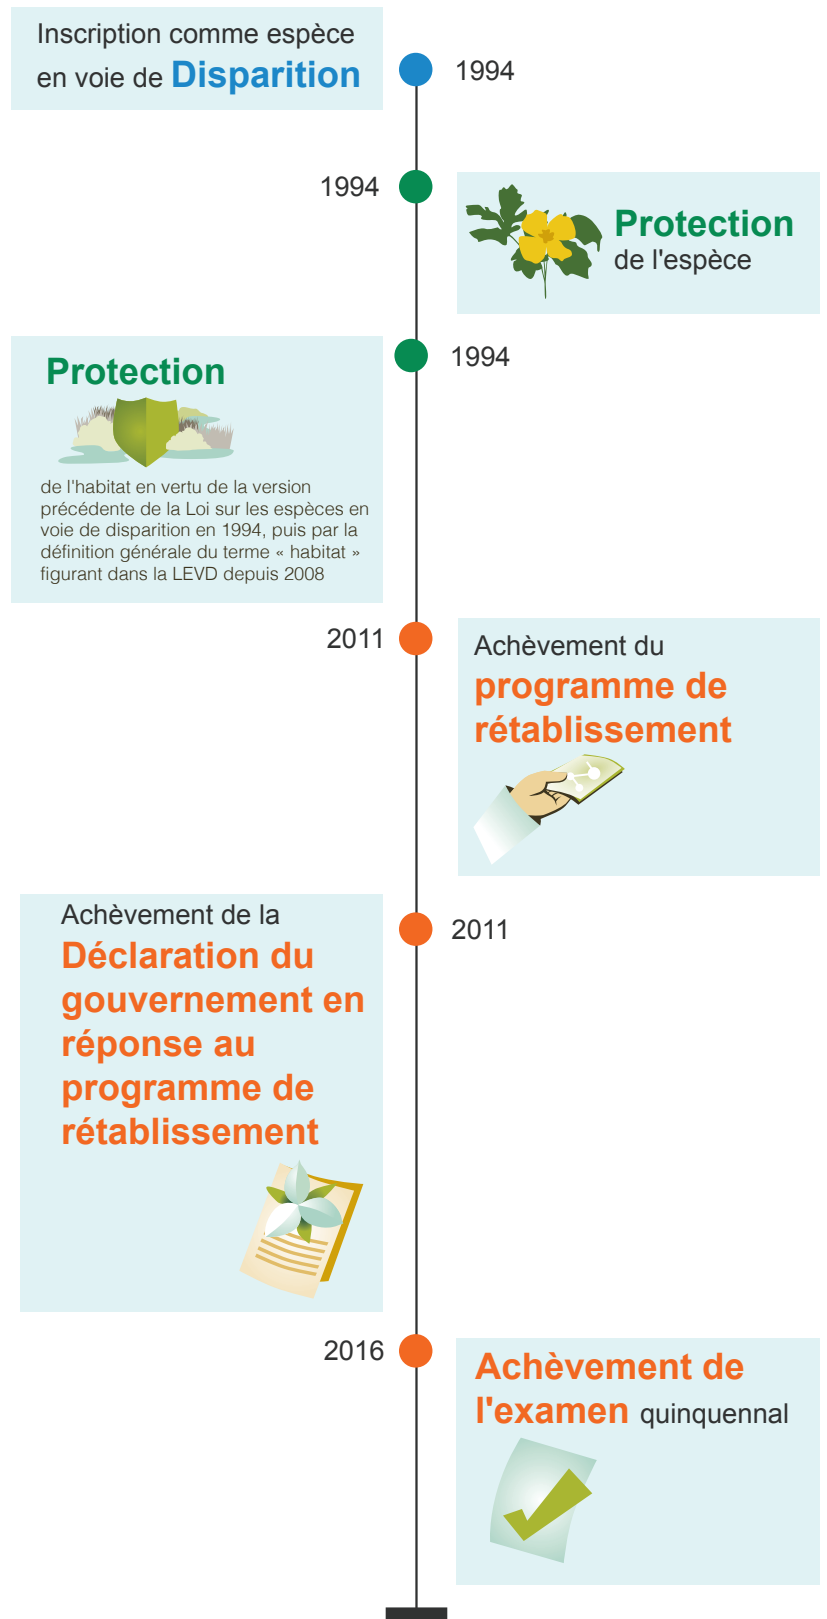 Inscription comme espèce
en voie de Disparition
1994
1994
Protection
de l'espèce
Protection
1994
de l'habitat en vertu de la version
précédente de la Loi sur les espèces en
voie de disparition en 1994, puis par la
définition générale du terme « habitat »
figurant dans la LEVD depuis 2008
2011
Achèvement du
programme de
rétablissement
Achèvement de la
Déclaration du
gouvernement en
réponse au
programme de
rétablissement
2011
2016
Achèvement de
l'examen quinquennal